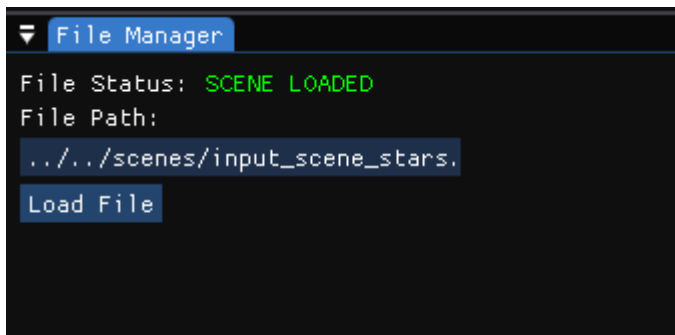 File Manager
File Status: SCENE LOADED
File Path:
../../scenes/input_scene_stars.
Load File